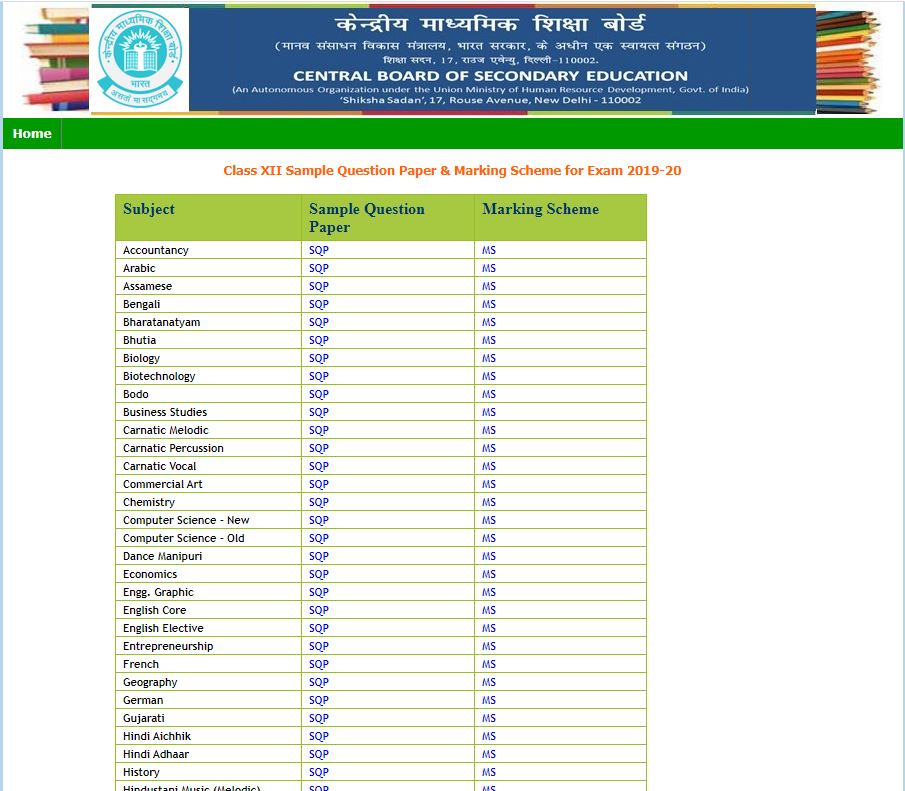 केन्द्रीय माध्यमिक शिक्षा बोर्ड
(मानव संसाधन विकास मंत्रालय, भारत सरकार, के अधीन एक स्वायत्त संगठन)
शिक्षा सदन, 17, राउज एवेन्यु, दिल्ली-110002.
CENTRAL BOARD OF SECONDARY EDUCATION
(An Autonomous Organization under the Union Ministry of Human Resource Development, Govt. of India)
'Shiksha Sadan', 17, Rouse Avenue, New Delhi - 110002
केन्द्रीय माध्यमिक शिक्षा बोर्ड
भारत
असतो मा सद्गमय
Home
Class XII Sample Question Paper & Marking Scheme for Exam 2019-20
Subject Sample Question Paper Marking Scheme
Accountancy SQP MS
Arabic SQP MS
Assamese SQP MS
Bengali SQP MS
Bharatanatyam SQP MS
Bhutia SQP MS
Biology SQP MS
Biotechnology SQP MS
Bodo SQP MS
Business Studies SQP MS
Carnatic Melodic SQP MS
Carnatic Percussion SQP MS
Carnatic Vocal SQP MS
Commercial Art SQP MS
Chemistry SQP MS
Computer Science - New SQP MS
Computer Science - Old SQP MS
Dance Manipuri SQP MS
Economics SQP MS
Engg. Graphic SQP MS
English Core SQP MS
English Elective SQP MS
Entrepreneurship SQP MS
French SQP MS
Geography SQP MS
German SQP MS
Gujarati SQP MS
Hindi Aichhik SQP MS
Hindi Adhaar SQP MS
History SQP MS
Hindustani Music (Melodic) SQP MS